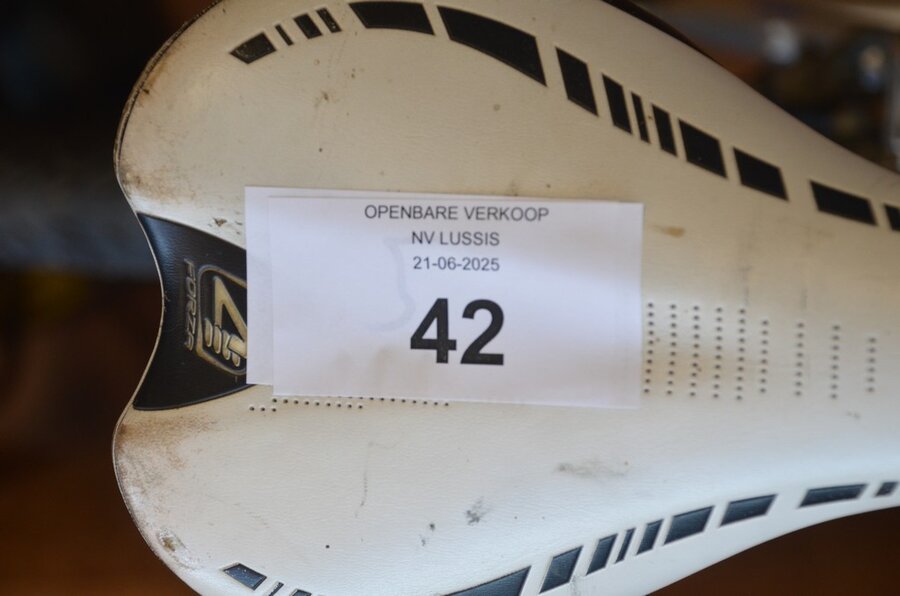 OPENBARE VERKOOP
NV LUSSIS
21-06-2025
42
FORZA